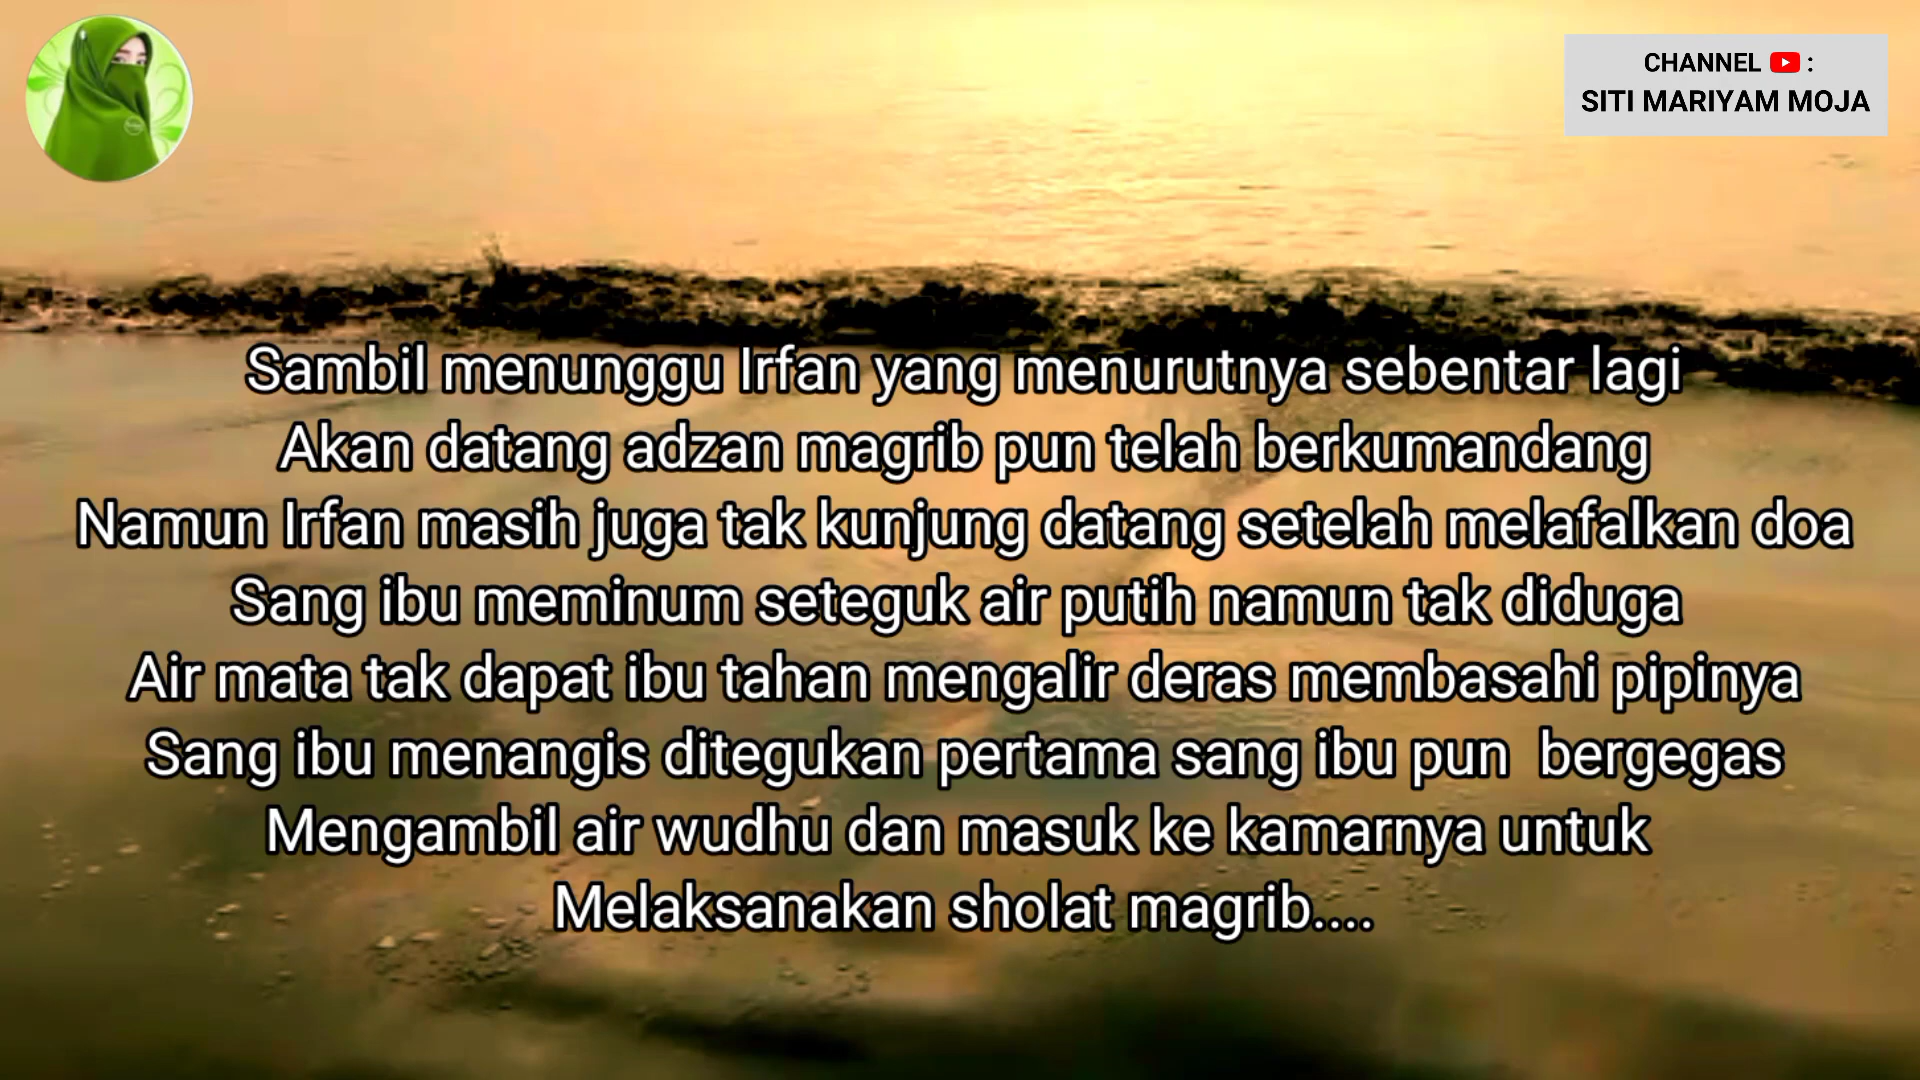 CHANNEL :
SITI MARIYAM MOJA
Sambil menunggu Irfan yang menurutnya sebentar lagi
Akan datang adzan magrib pun telah berkumandang
Namun Irfan masih juga tak kunjung datang setelah melafalkan doa
Sang ibu meminum seteguk air putih namun tak diduga
Air mata tak dapat ibu tahan mengalir deras membasahi pipinya
Sang ibu menangis ditegukan pertama sang ibu pun  bergegas
Mengambil air wudhu dan masuk ke kamarnya untuk
Melaksanakan sholat magrib....